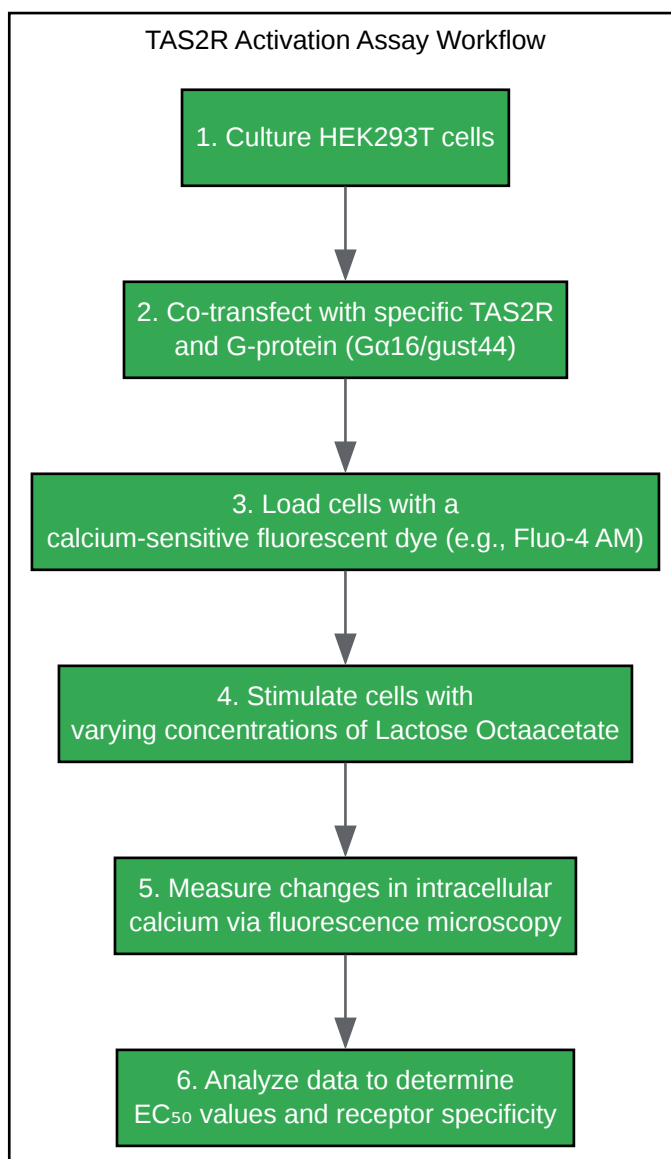 TAS2R Activation Assay Workflow
1. Culture HEK293T cells
2. Co-transfect with specific TAS2R
and G-protein (Gα16/gust44)
3. Load cells with a
calcium-sensitive fluorescent dye (e.g., Fluo-4 AM)
4. Stimulate cells with
varying concentrations of Lactose Octaacetate
5. Measure changes in intracellular
calcium via fluorescence microscopy
6. Analyze data to determine
EC₅₀ values and receptor specificity